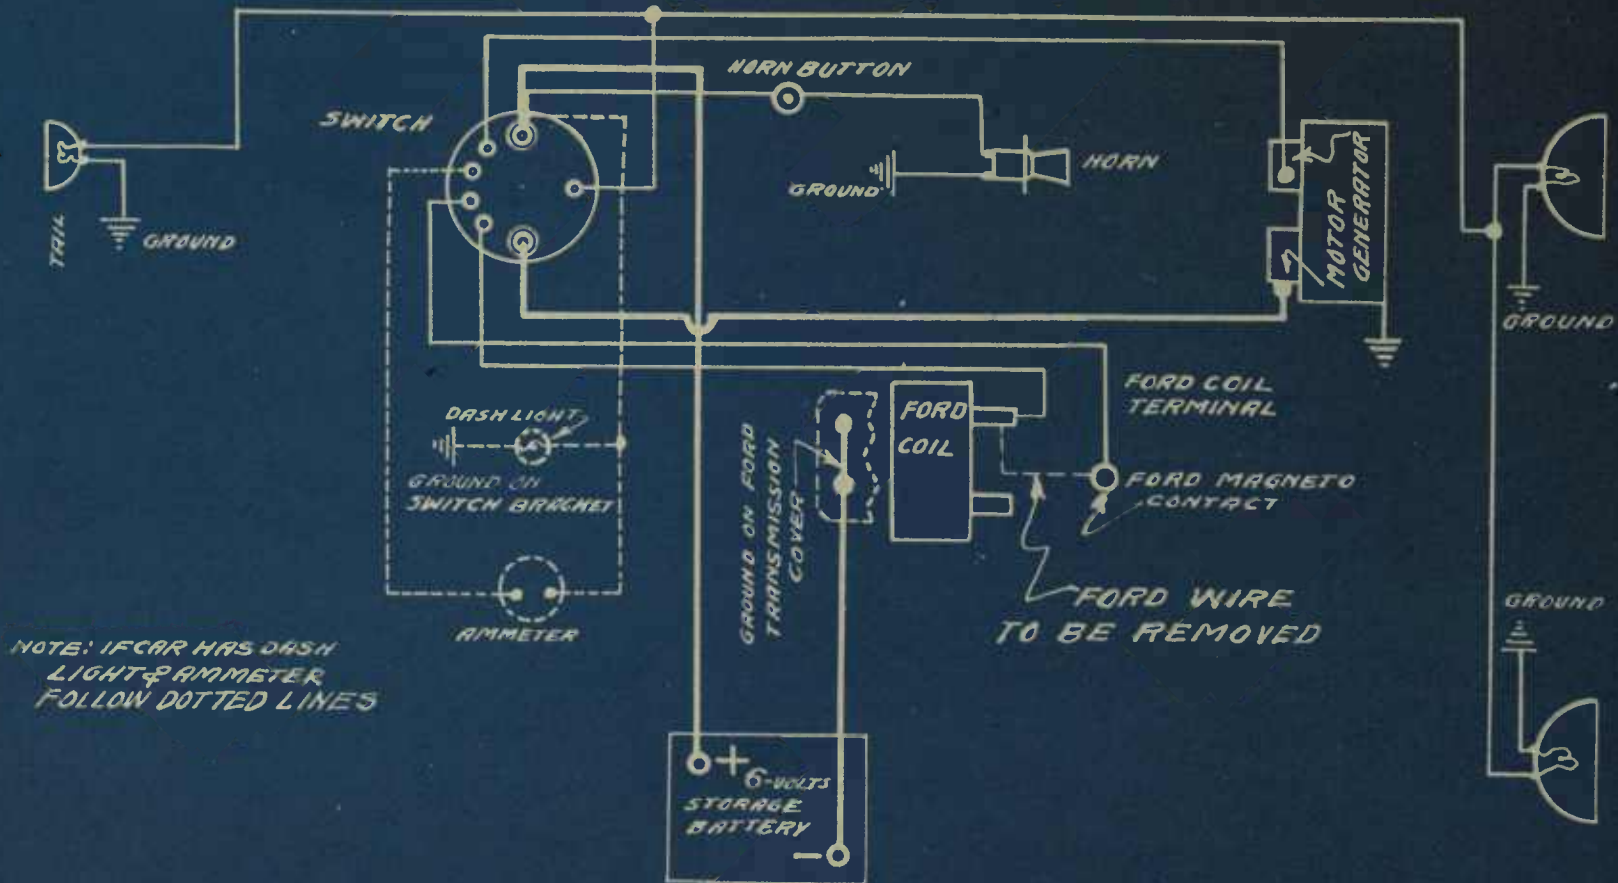 HORN BUTTON
SWITCH
HORN
GROUND
MOTOR
GENERATOR
TAIL
GROUND
GROUND
FORD COIL
TERMINAL
FORD
COIL
DASH LIGHT
GROUND ON
SWITCH BRACKET
GROUND ON FORD
TRANSMISSION
COVER
FORD MAGNETO
CONTACT
AMMETER
FORD WIRE
TO BE REMOVED
GROUND
NOTE: IF CAR HAS DASH
LIGHT & AMMETER
FOLLOW DOTTED LINES
+ 6-VOLTS
STORAGE
BATTERY
-